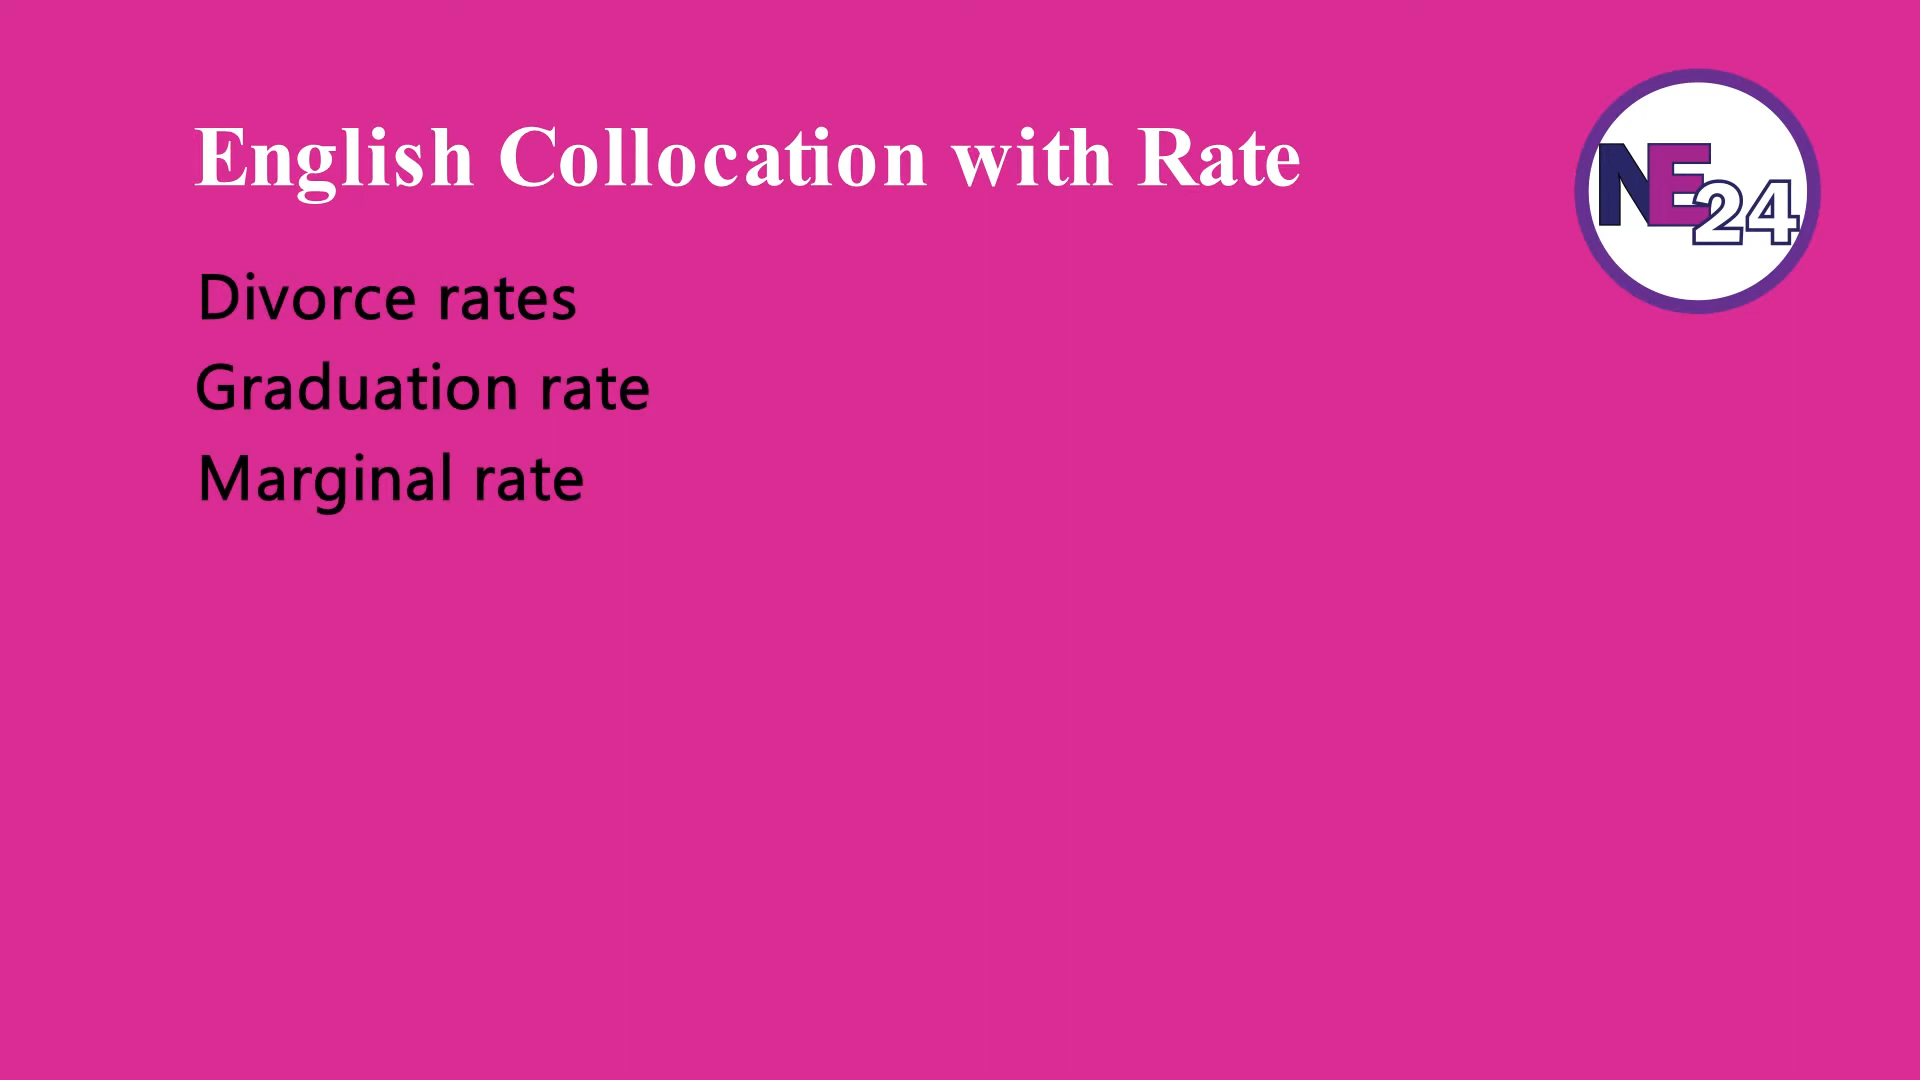 English Collocation with Rate
NE24
Divorce rates
Graduation rate
Marginal rate